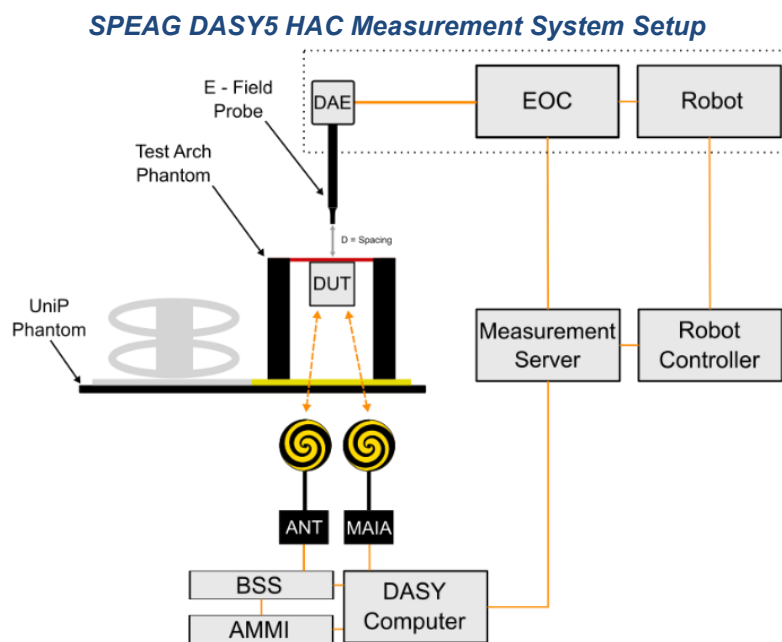 SPEAG DASY5 HAC Measurement System Setup
E - Field
Probe
DAE
EOC
Robot
Test Arch
Phantom
D = Spacing
DUT
UniP
Phantom
Measurement
Server
Robot
Controller
ANT
MAIA
BSS
DASY
Computer
AMMI